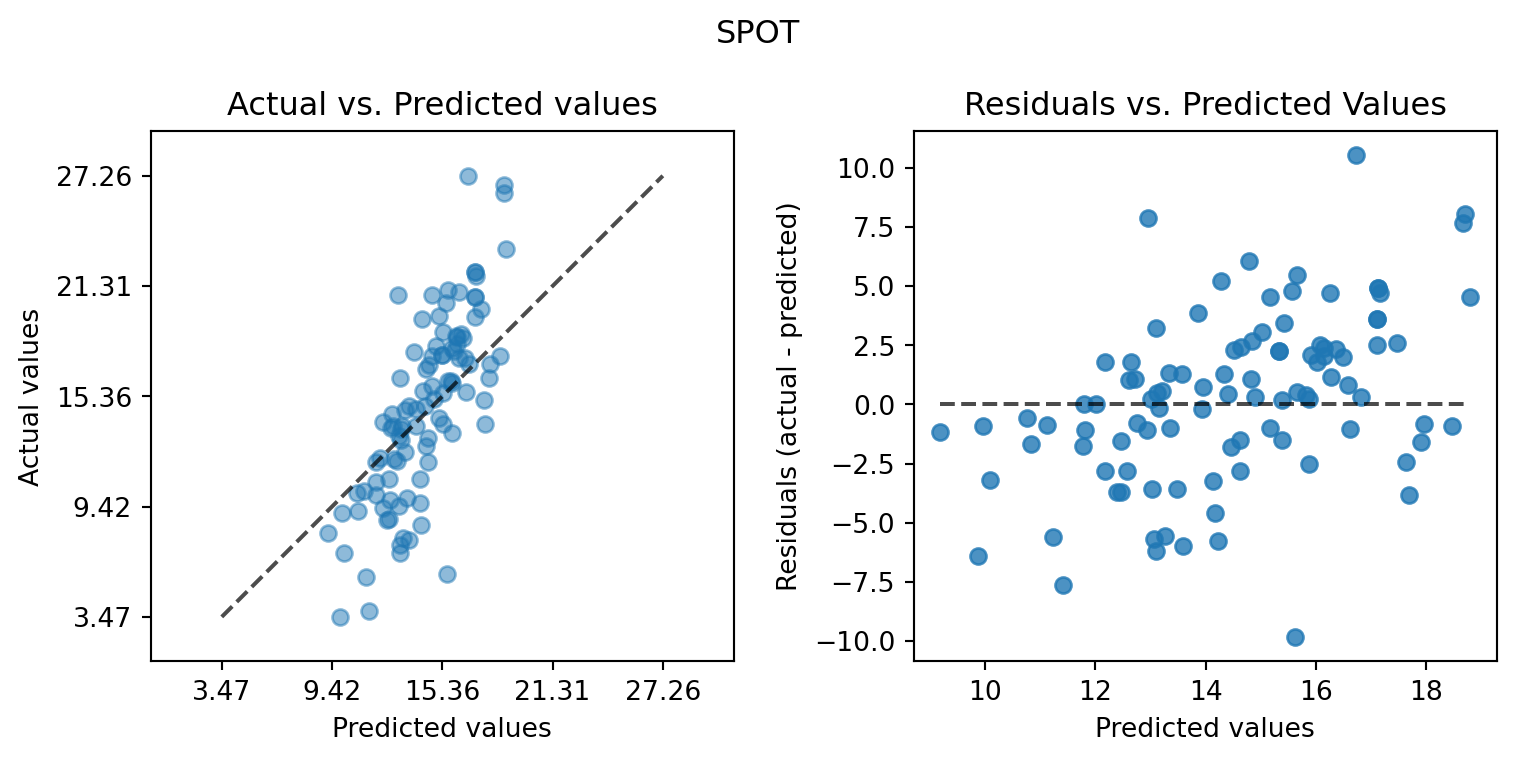 SPOT
Actual vs. Predicted values
27.26
21.31
15.36
9.42
3.47
Actual values
3.47 9.42 15.36 21.31 27.26
Predicted values
Residuals vs. Predicted Values
10.0
7.5
5.0
2.5
0.0
−2.5
−5.0
−7.5
−10.0
Residuals (actual - predicted)
10 12 14 16 18
Predicted values